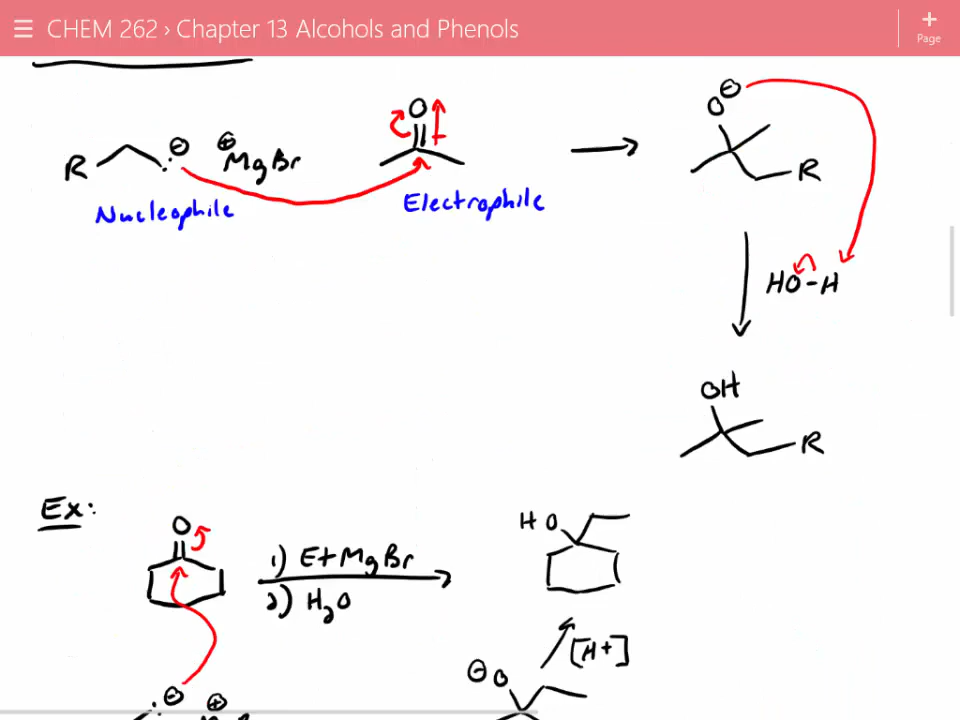 ☰ CHEM 262 › Chapter 13 Alcohols and Phenols
+
Page
O⊖
O
R ⊖ ⊕MgBr
R
Nucleophile Electrophile
HO-H
OH
R
Ex:
O
HO
1) EtMgBr
2) H₂O
[H+]
⊖O
⊖ ⊕